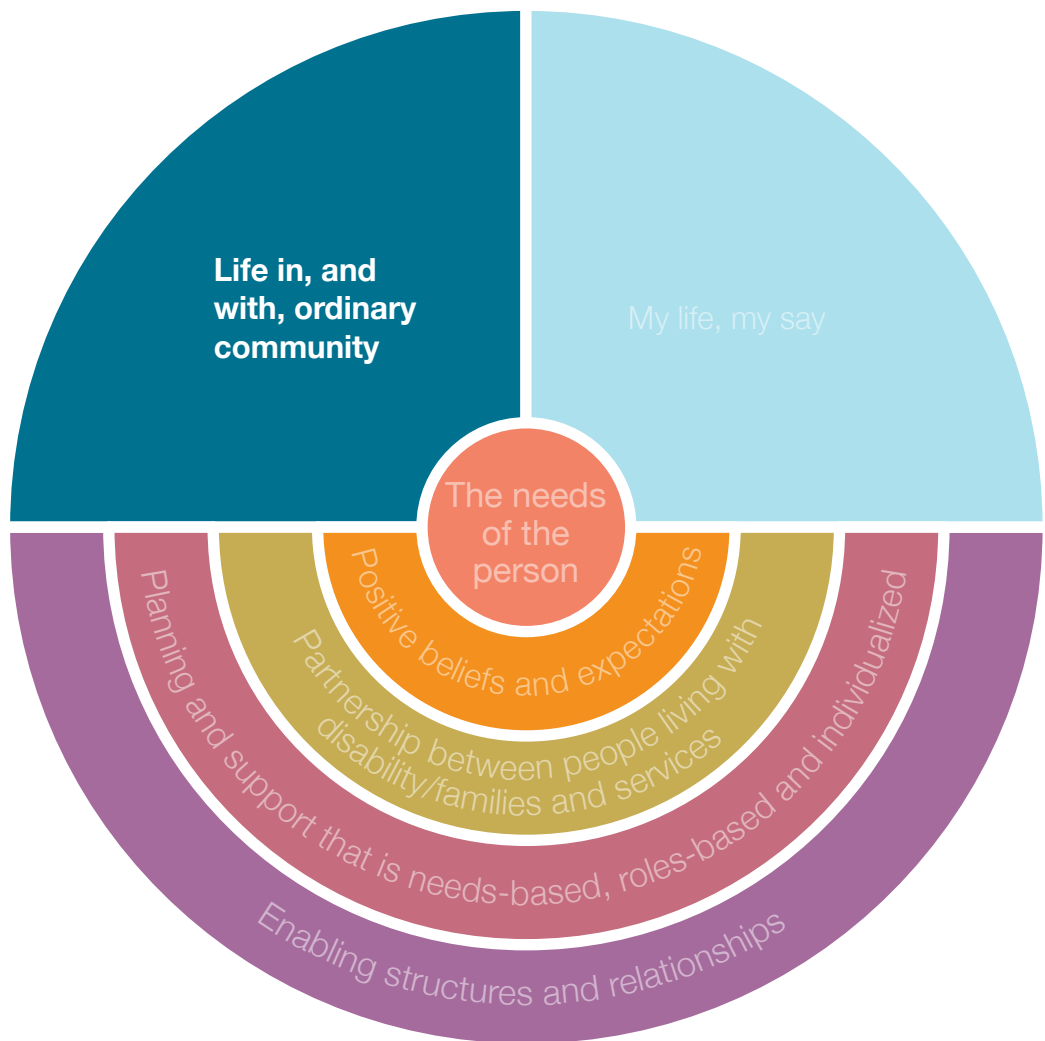 Life in, and
with, ordinary
community
My life, my say
The needs
of the
person
Positive beliefs and expectations
Partnership between people living with
disability/families and services
Planning and support that is needs-based, roles-based and individualized
Enabling structures and relationships